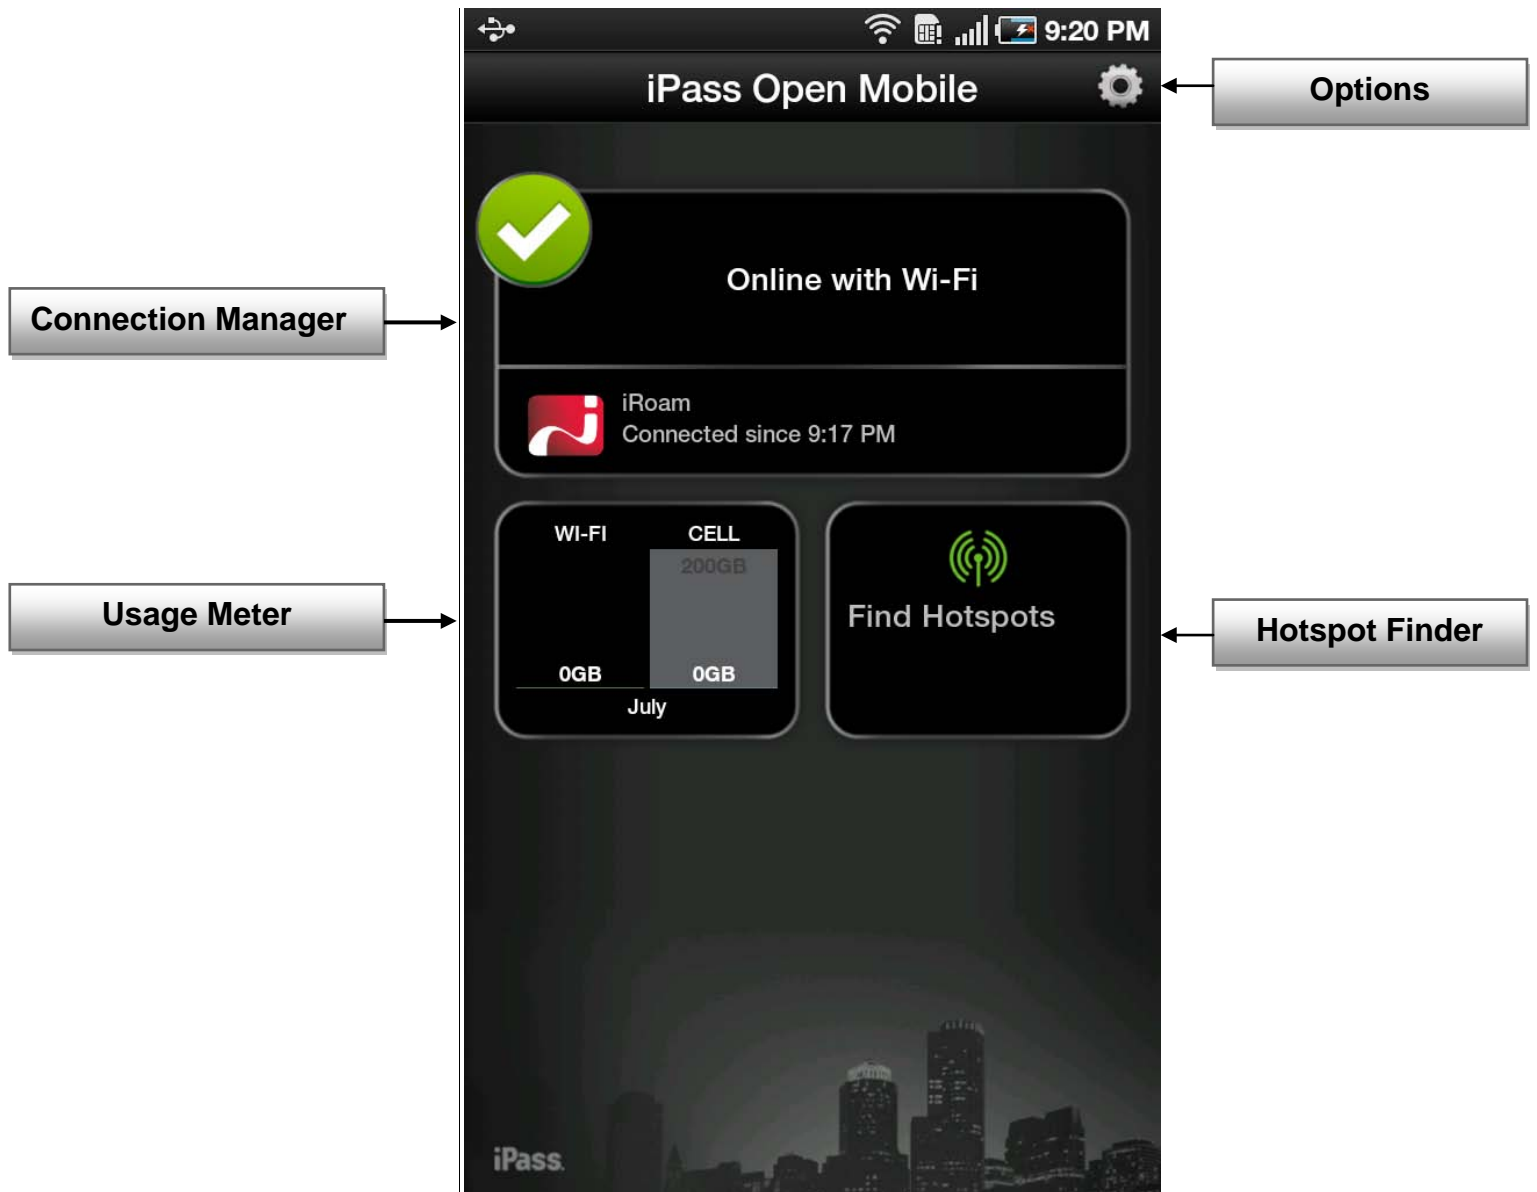 9:20 PM
iPass Open Mobile
Options
Online with Wi-Fi
Connection Manager
iRoam
Connected since 9:17 PM
WI-FI
CELL
200GB
Find Hotspots
Usage Meter
Hotspot Finder
0GB
0GB
July
iPass